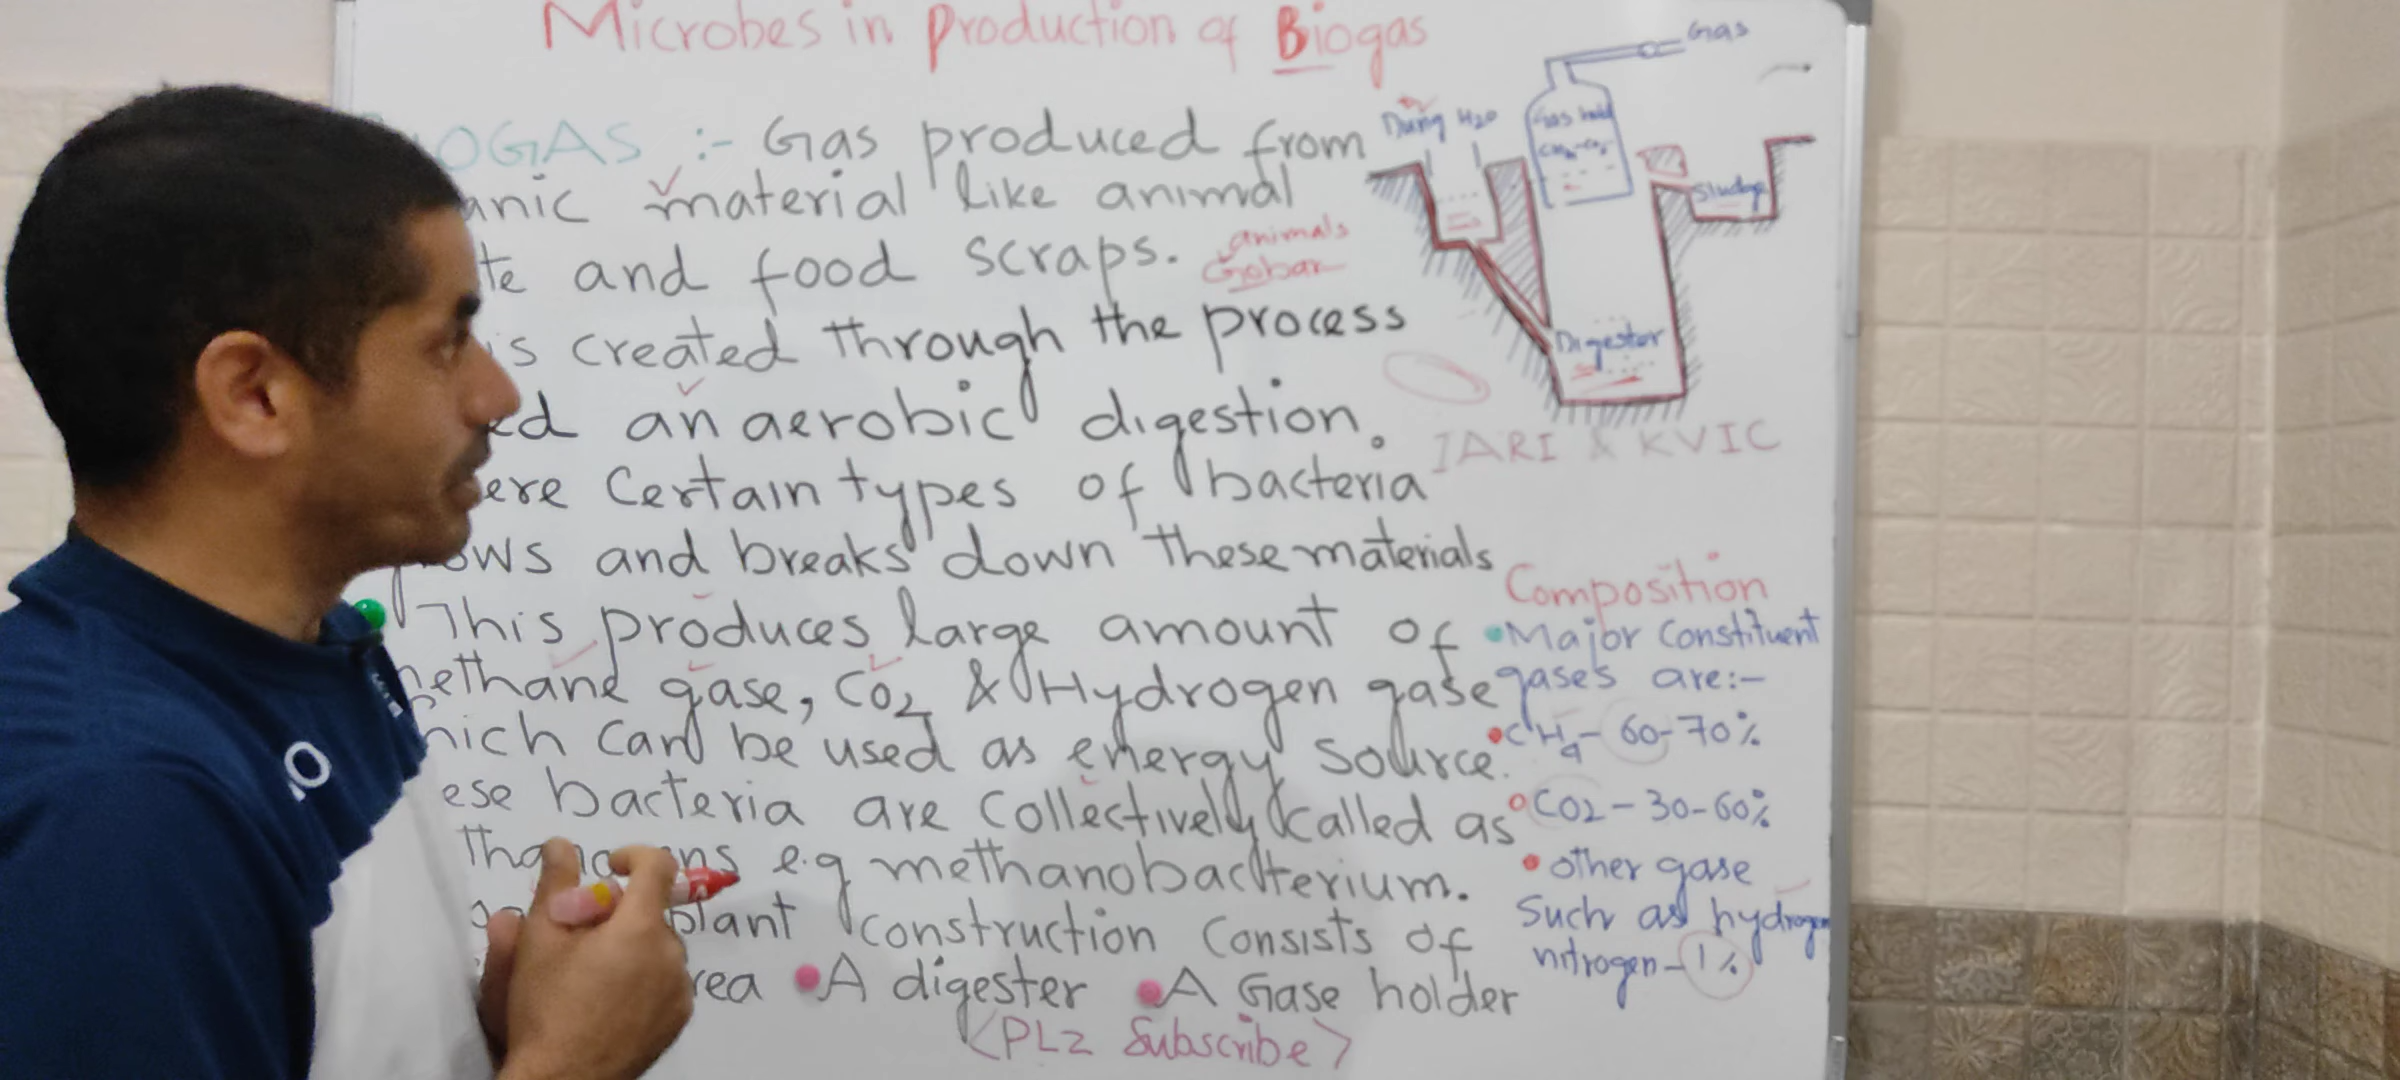 Microbes in Production of Biogas
OGAS :- Gas produced from
anic material like animal
te and food scraps.
animals
Gobar
is created through the process
ed anaerobic digestion.
ere Certain types of bacteria
ows and breaks down these materials
This produces large amount of
methane gase, CO2 & Hydrogen gase
hich can be used as energy source.
ese bacteria are collectively called as
e.g methanobacterium.
plant construction consists of
rea • A digester • A Gase holder
<PLz Subscribe>
Gas
Dung H2O
Gas hold
Sludge
Digester
IARI & KVIC
Composition
• Major constituent
gases are:-
• CH4- 60-70%
• CO2 - 30-60%
• other gase
Such as hydrogen
nitrogen - 1%